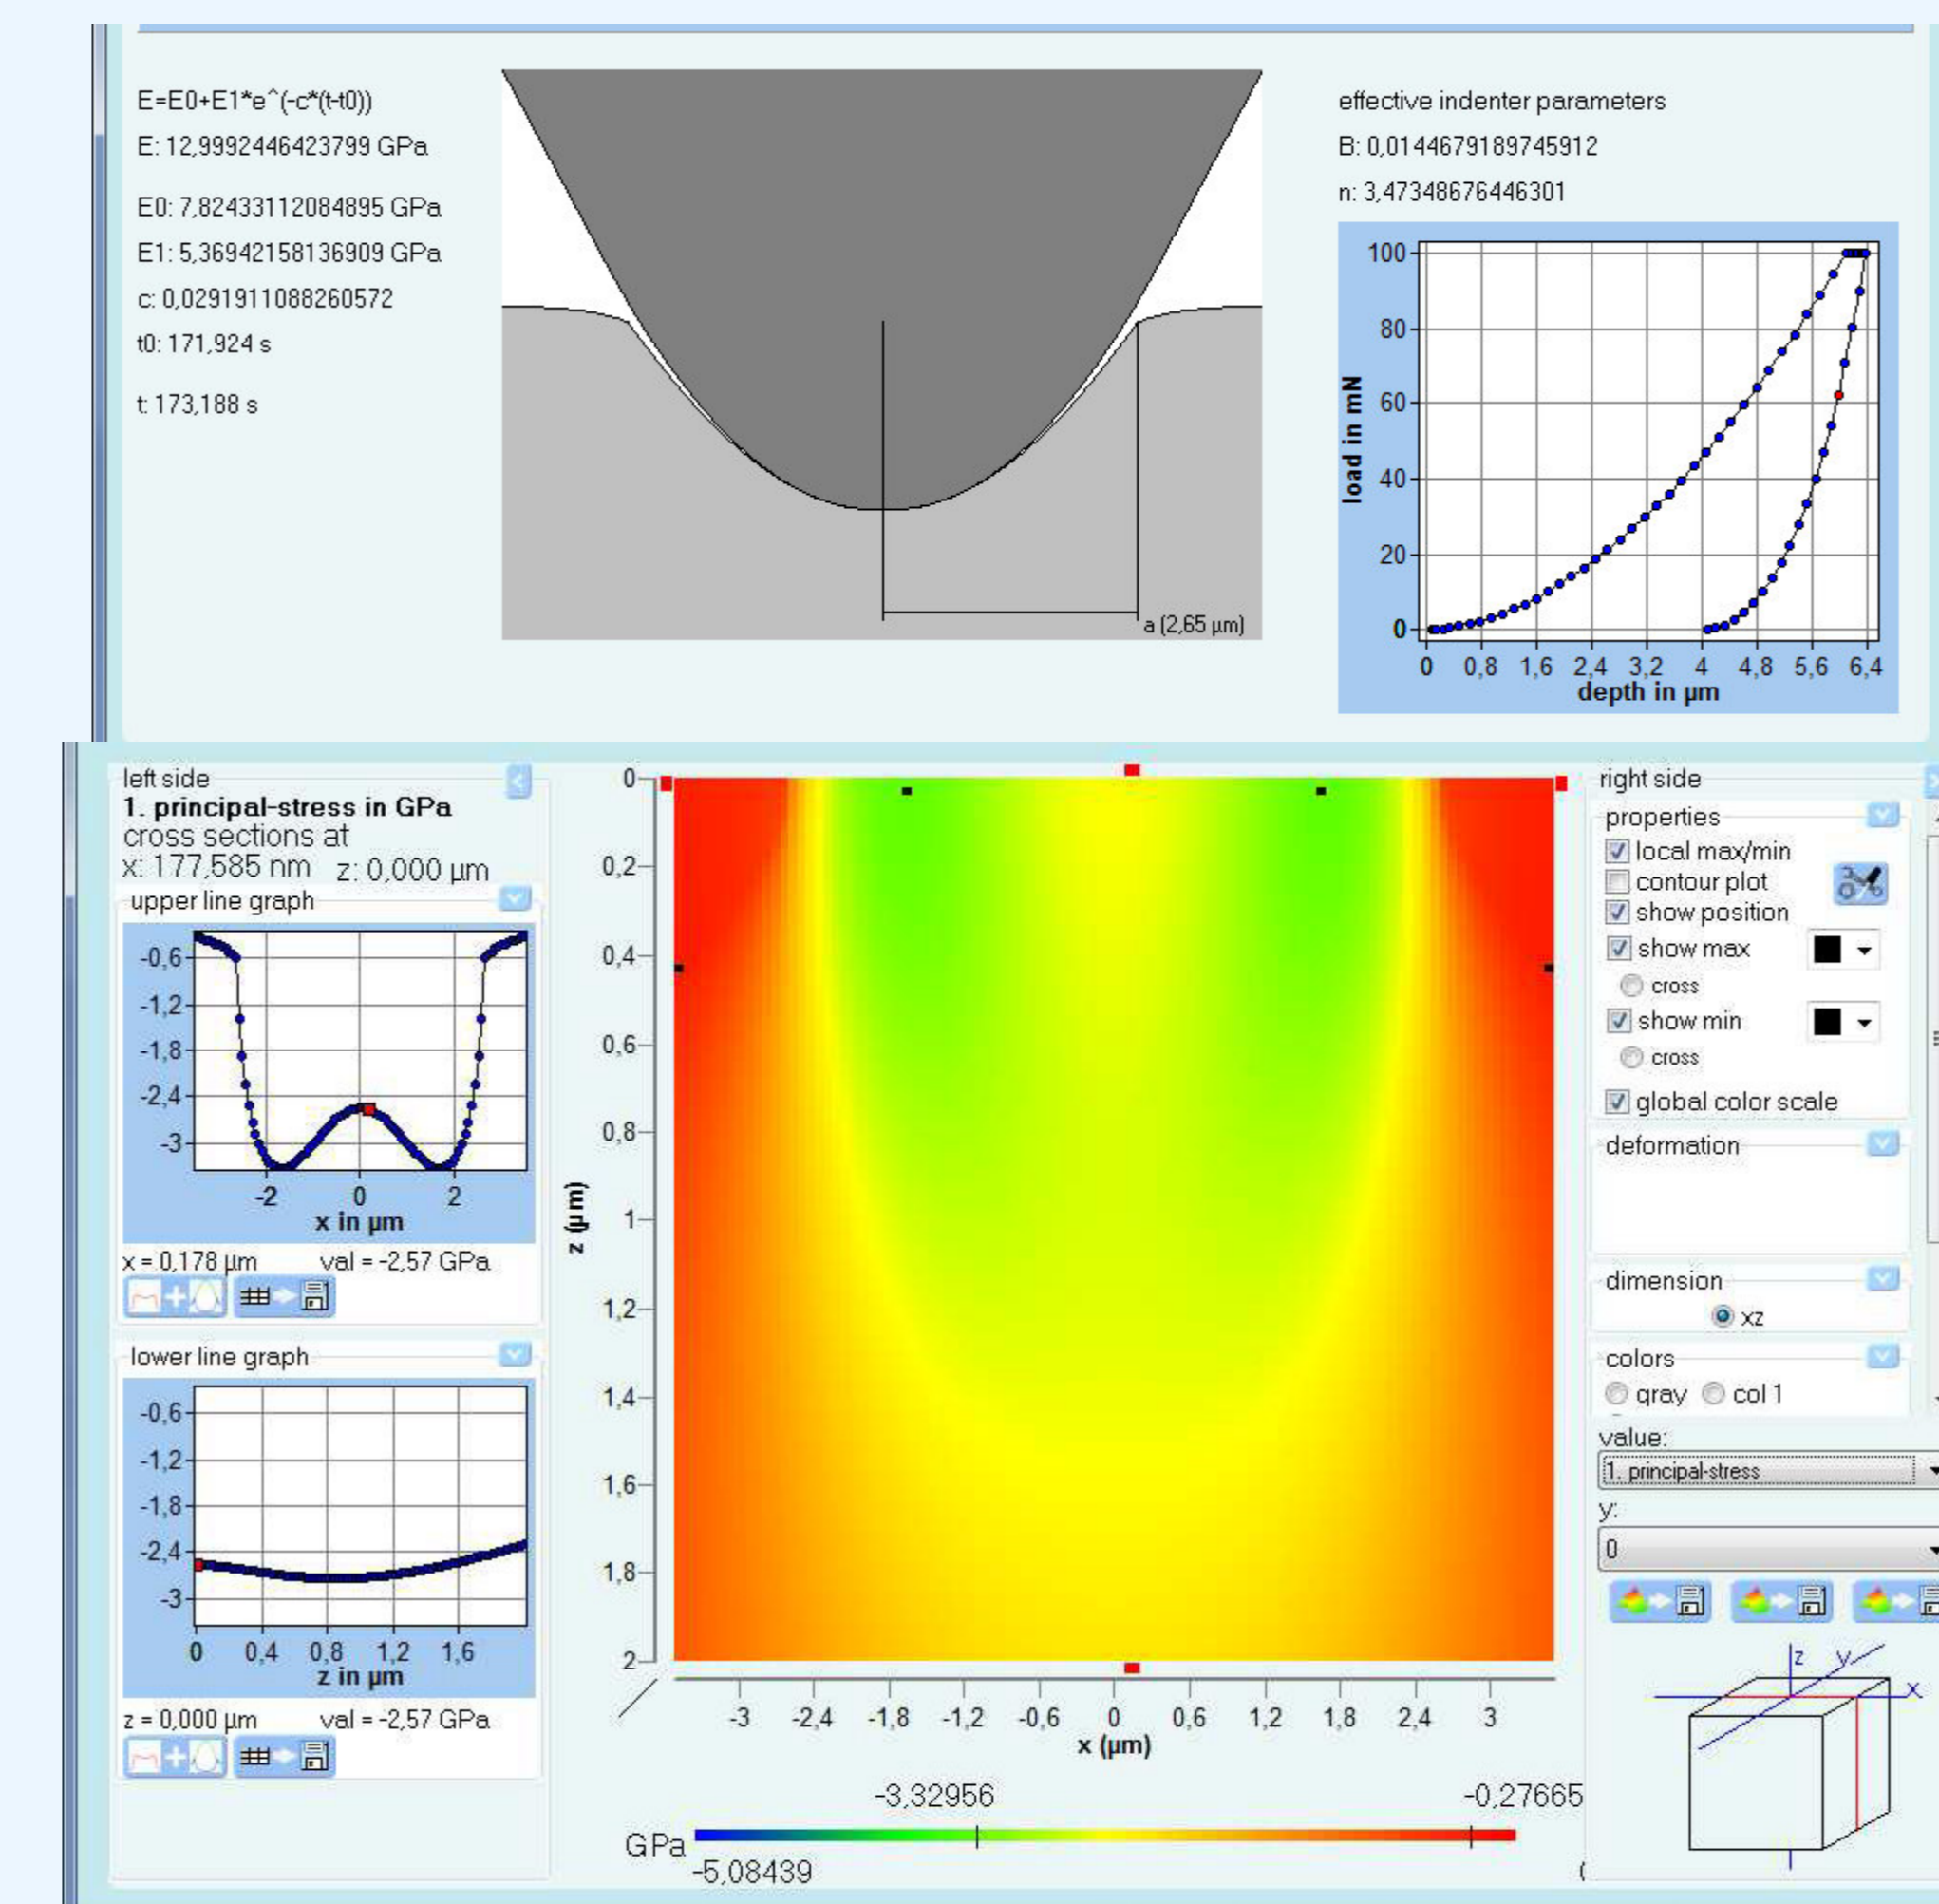 E=E0+E1*e^(-c*(t-t0))
E: 12,9992446423799 GPa
E0: 7,82433112084895 GPa
E1: 5,36942158136909 GPa
c: 0,0291911088260572
t0: 171,924 s
t: 173,188 s
a (2,65 µm)
effective indenter parameters
B: 0,0144679189745912
n: 3,47348676446301
100
80
60
40
20
0
load in mN
0 0,8 1,6 2,4 3,2 4 4,8 5,6 6,4
depth in µm
left side
1. principal-stress in GPa
cross sections at
x: 177,585 nm z: 0,000 µm
upper line graph
-0,6
-1,2
-1,8
-2,4
-3
-2 0 2
x in µm
x = 0,178 µm val = -2,57 GPa
lower line graph
-0,6
-1,2
-1,8
-2,4
-3
0 0,4 0,8 1,2 1,6
z in µm
z = 0,000 µm val = -2,57 GPa
0
0,2
0,4
0,6
0,8
1
1,2
1,4
1,6
1,8
2
z (µm)
-3 -2,4 -1,8 -1,2 -0,6 0 0,6 1,2 1,8 2,4 3
x (µm)
-3,32956 -0,27665
GPa
-5,08439
right side
properties
local max/min
contour plot
show position
show max
cross
show min
cross
global color scale
deformation
dimension
xz
colors
gray col 1
value:
1. principal-stress
y:
0
z y
x